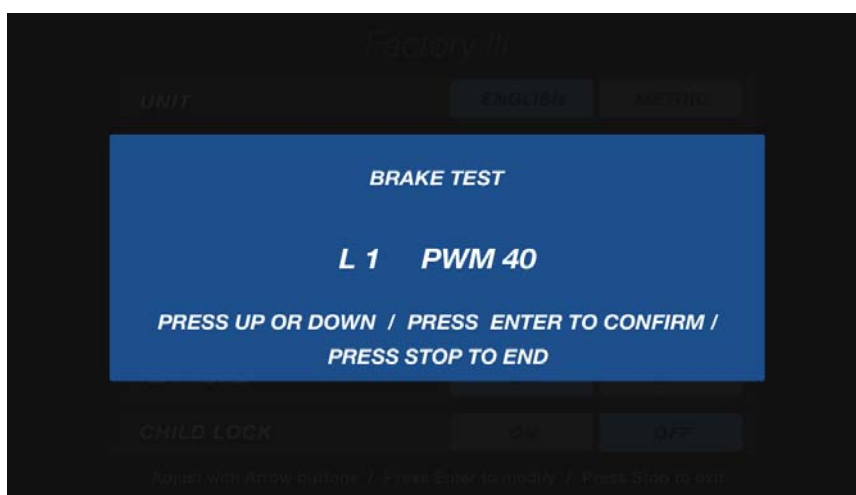 Factory III
UNIT ENGLISH METRIC
BRAKE TEST
L 1 PWM 40
PRESS UP OR DOWN / PRESS ENTER TO CONFIRM /
PRESS STOP TO END
CHILD LOCK ON OFF
Adjust with Arrow buttons / Press Enter to modify / Press Stop to exit